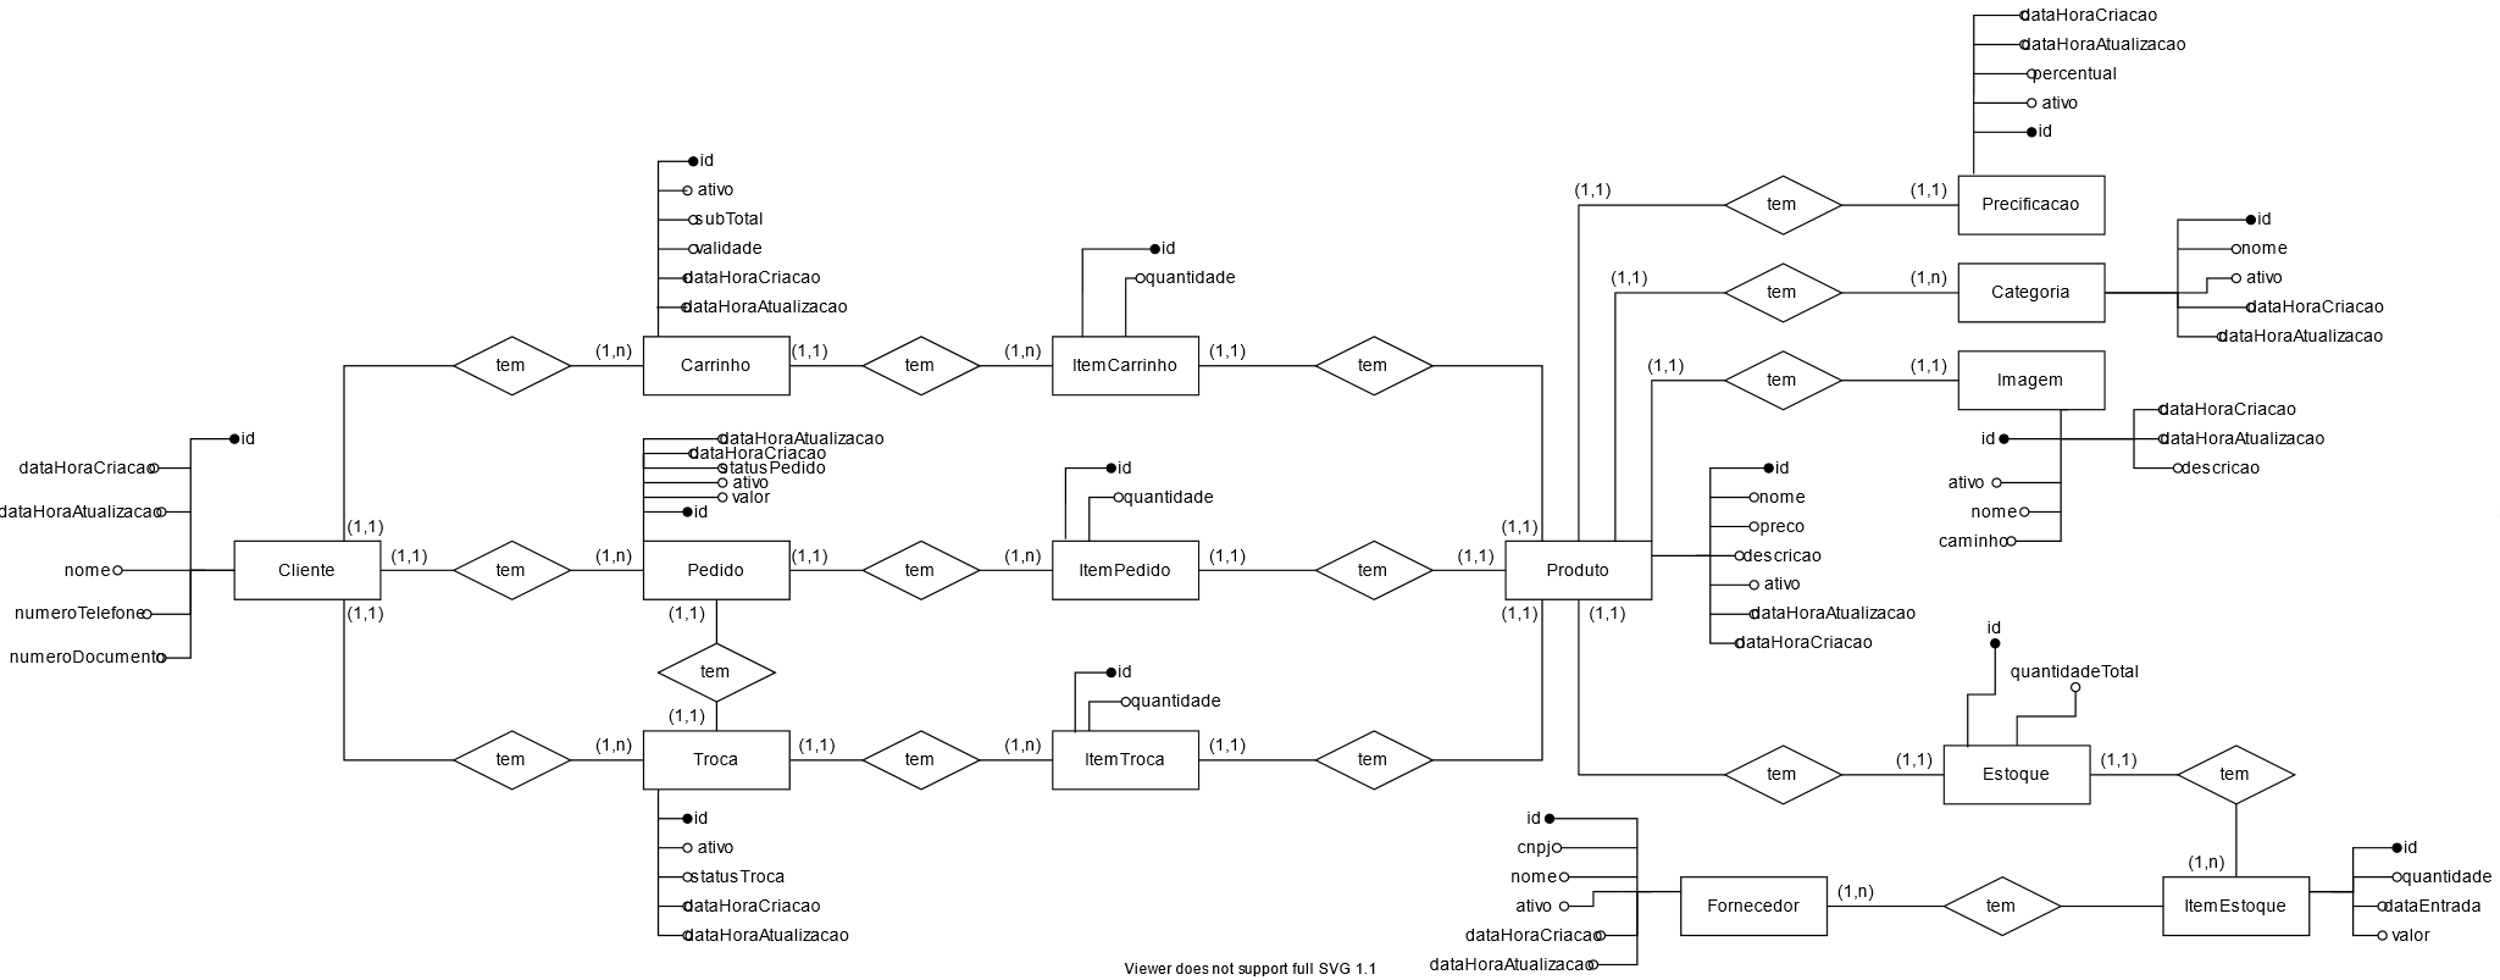 dataHoraCriacao
dataHoraAtualizacao
percentual
ativo
id
(1,1)
tem
(1,1)
Precificacao
id
nome
ativo
dataHoraCriacao
dataHoraAtualizacao
(1,1)
tem
(1,n)
Categoria
(1,1)
tem
(1,1)
Imagem
dataHoraCriacao
id
dataHoraAtualizacao
descricao
ativo
nome
caminho
id
ativo
subTotal
validade
dataHoraCriacao
dataHoraAtualizacao
id
quantidade
tem
(1,n)
Carrinho
(1,1)
tem
(1,n)
ItemCarrinho
(1,1)
tem
id
dataHoraCriacao
dataHoraAtualizacao
nome
numeroTelefone
numeroDocumento
(1,1)
Cliente
(1,1)
(1,1)
dataHoraAtualizacao
dataHoraCriacao
statusPedido
ativo
valor
id
tem
(1,n)
Pedido
(1,1)
tem
(1,n)
id
quantidade
ItemPedido
(1,1)
tem
(1,1)
(1,1)
Produto
(1,1)
(1,1)
id
nome
preco
descricao
ativo
dataHoraAtualizacao
dataHoraCriacao
(1,1)
tem
(1,1)
id
quantidade
tem
(1,n)
Troca
(1,1)
tem
(1,n)
ItemTroca
(1,1)
tem
id
ativo
statusTroca
dataHoraCriacao
dataHoraAtualizacao
id
quantidadeTotal
tem
(1,1)
Estoque
(1,1)
tem
(1,n)
id
cnpj
nome
ativo
dataHoraCriacao
dataHoraAtualizacao
Fornecedor
(1,n)
tem
ItemEstoque
id
quantidade
dataEntrada
valor
Viewer does not support full SVG 1.1